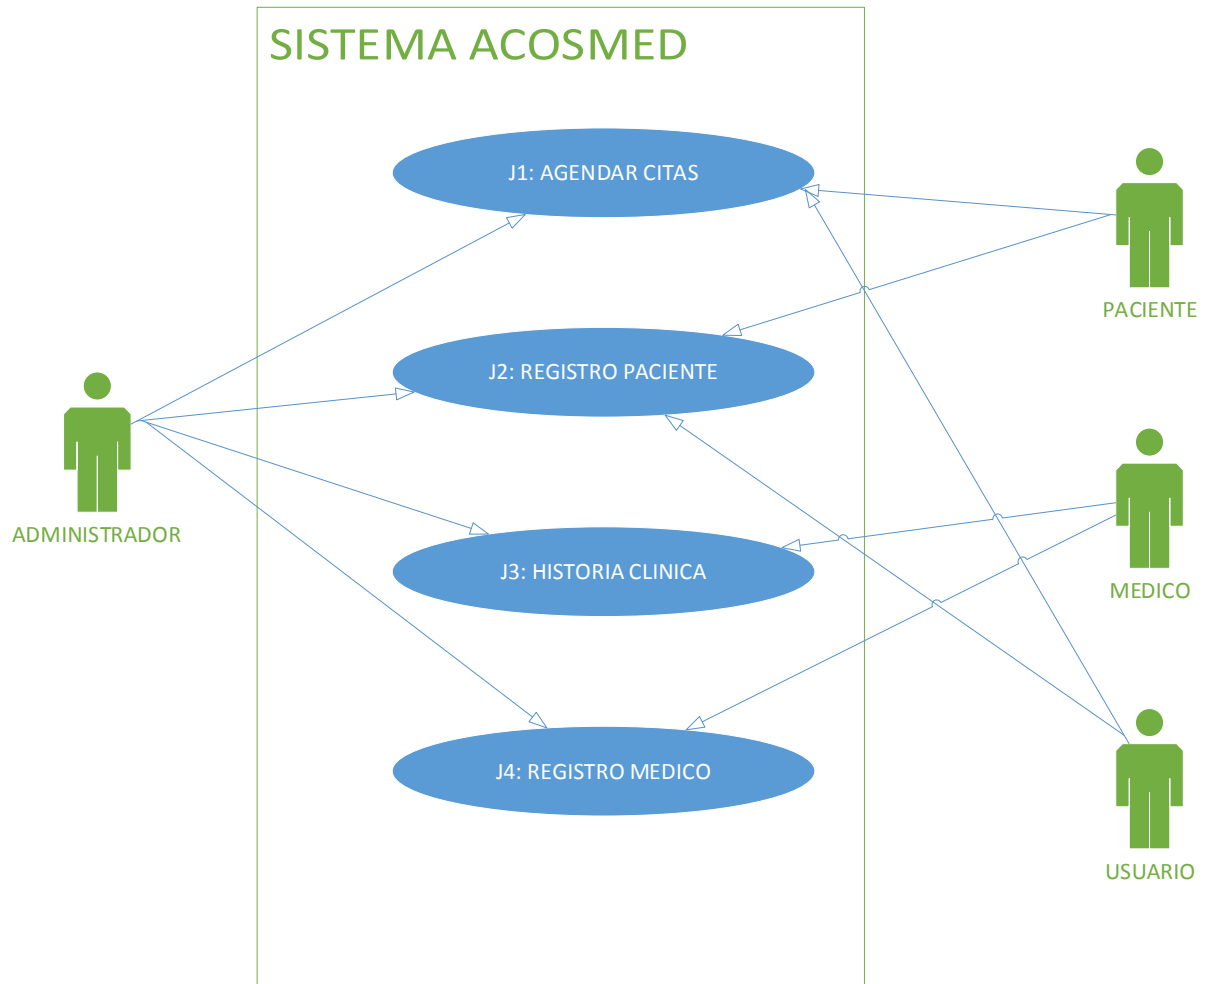 SISTEMA ACOSMED
J1: AGENDAR CITAS
PACIENTE
J2: REGISTRO PACIENTE
ADMINISTRADOR
J3: HISTORIA CLINICA
MEDICO
J4: REGISTRO MEDICO
USUARIO